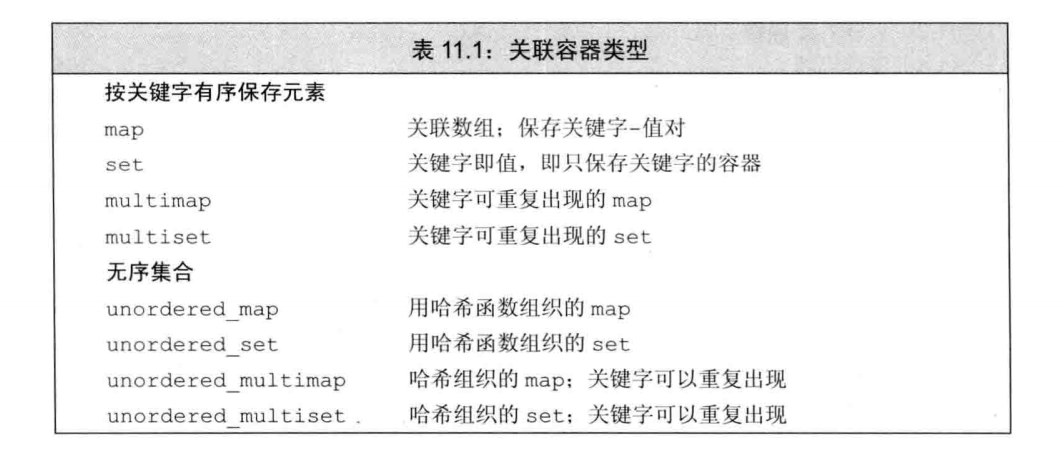 表 11.1：关联容器类型
按关键字有序保存元素
map 关联数组；保存关键字-值对
set 关键字即值，即只保存关键字的容器
multimap 关键字可重复出现的 map
multiset 关键字可重复出现的 set
无序集合
unordered_map 用哈希函数组织的 map
unordered_set 用哈希函数组织的 set
unordered_multimap 哈希组织的 map；关键字可以重复出现
unordered_multiset 哈希组织的 set；关键字可以重复出现